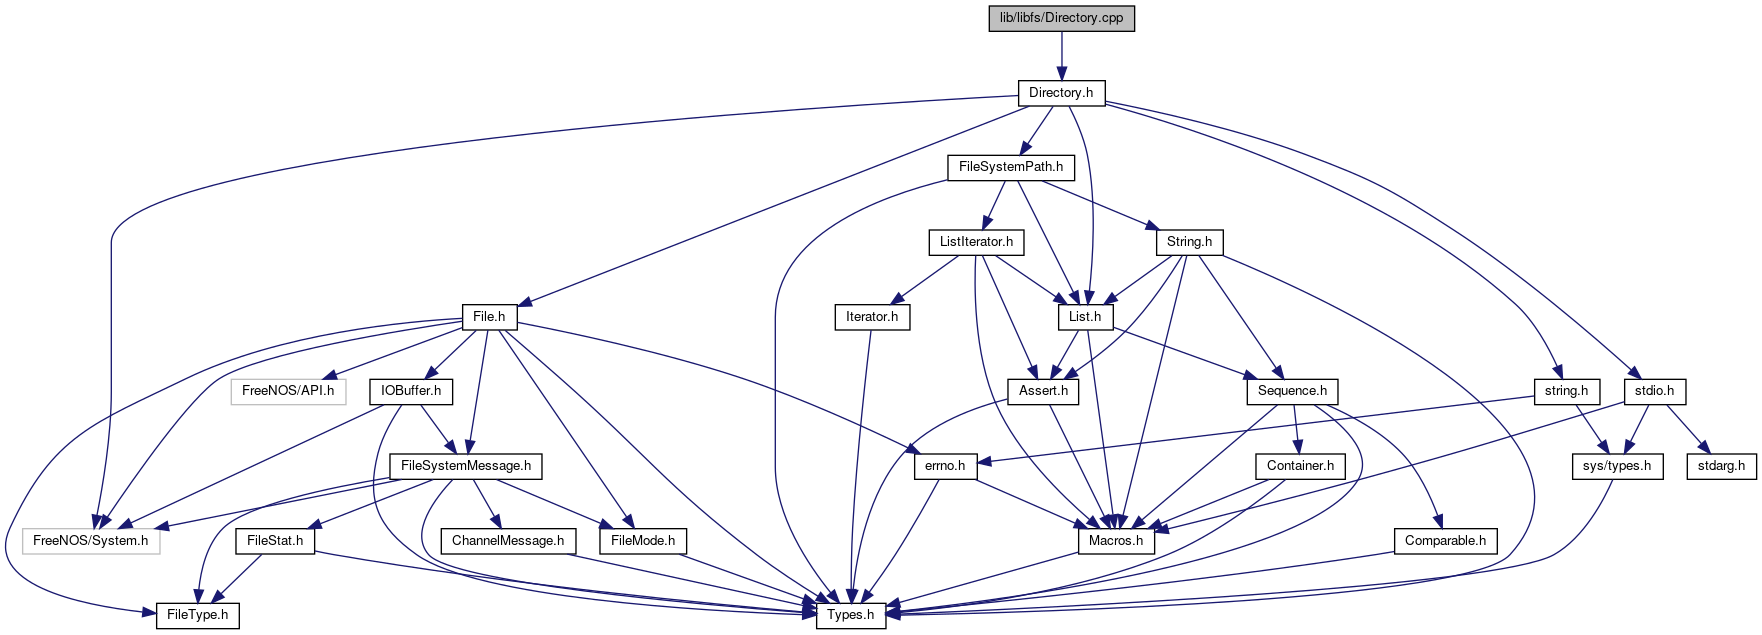 lib/libfs/Directory.cpp
Directory.h
FileSystemPath.h
ListIterator.h
String.h
File.h
Iterator.h
List.h
FreeNOS/API.h
IOBuffer.h
Assert.h
Sequence.h
string.h
stdio.h
FileSystemMessage.h
errno.h
Container.h
sys/types.h
stdarg.h
FreeNOS/System.h
FileStat.h
ChannelMessage.h
FileMode.h
Macros.h
Comparable.h
FileType.h
Types.h